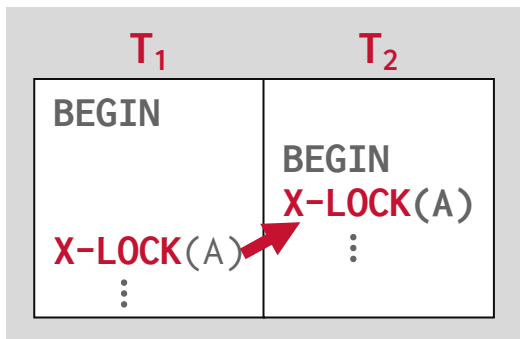 T₁ T₂
BEGIN
BEGIN
X-LOCK(A)
X-LOCK(A)
⋮
⋮